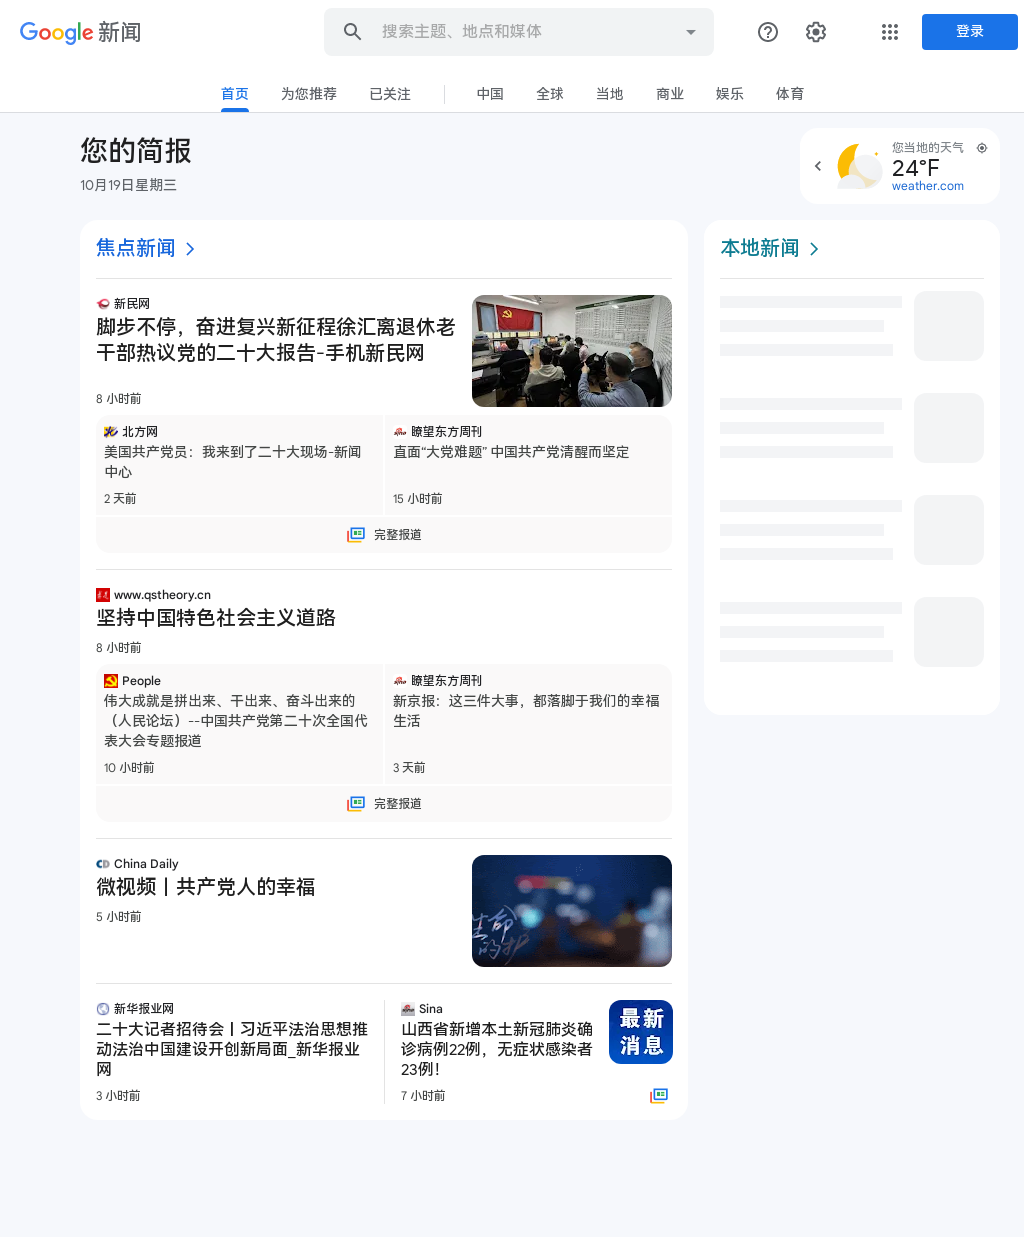 Google 新闻
搜索主题、地点和媒体
登录
首页 为您推荐 已关注 中国 全球 当地 商业 娱乐 体育
您的简报
10月19日星期三
您当地的天气
24°F
weather.com
焦点新闻
新民网
脚步不停，奋进复兴新征程徐汇离退休老
干部热议党的二十大报告-手机新民网
8 小时前
北方网
美国共产党员：我来到了二十大现场-新闻
中心
2 天前
瞭望东方周刊
直面“大党难题” 中国共产党清醒而坚定
15 小时前
完整报道
www.qstheory.cn
坚持中国特色社会主义道路
8 小时前
People
伟大成就是拼出来、干出来、奋斗出来的
（人民论坛）--中国共产党第二十次全国代
表大会专题报道
10 小时前
瞭望东方周刊
新京报：这三件大事，都落脚于我们的幸福
生活
3 天前
完整报道
China Daily
微视频丨共产党人的幸福
5 小时前
生命
的护
新华报业网
二十大记者招待会丨习近平法治思想推
动法治中国建设开创新局面_新华报业
网
3 小时前
Sina
山西省新增本土新冠肺炎确
诊病例22例，无症状感染者
23例！
7 小时前
最新
消息
本地新闻